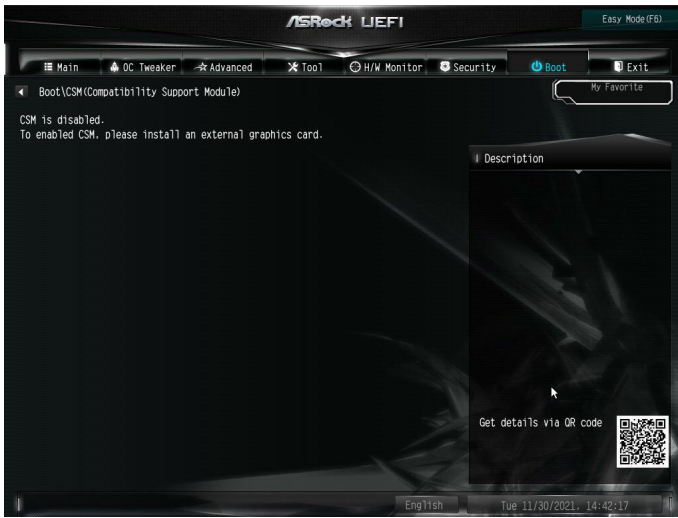 ASRock UEFI
Easy Mode(F6)
Main OC Tweaker Advanced Tool H/W Monitor Security Boot Exit
My Favorite
Boot\CSM(Compatibility Support Module)
CSM is disabled.
To enabled CSM, please install an external graphics card.
Description
Get details via QR code
English
Tue 11/30/2021, 14:42:17